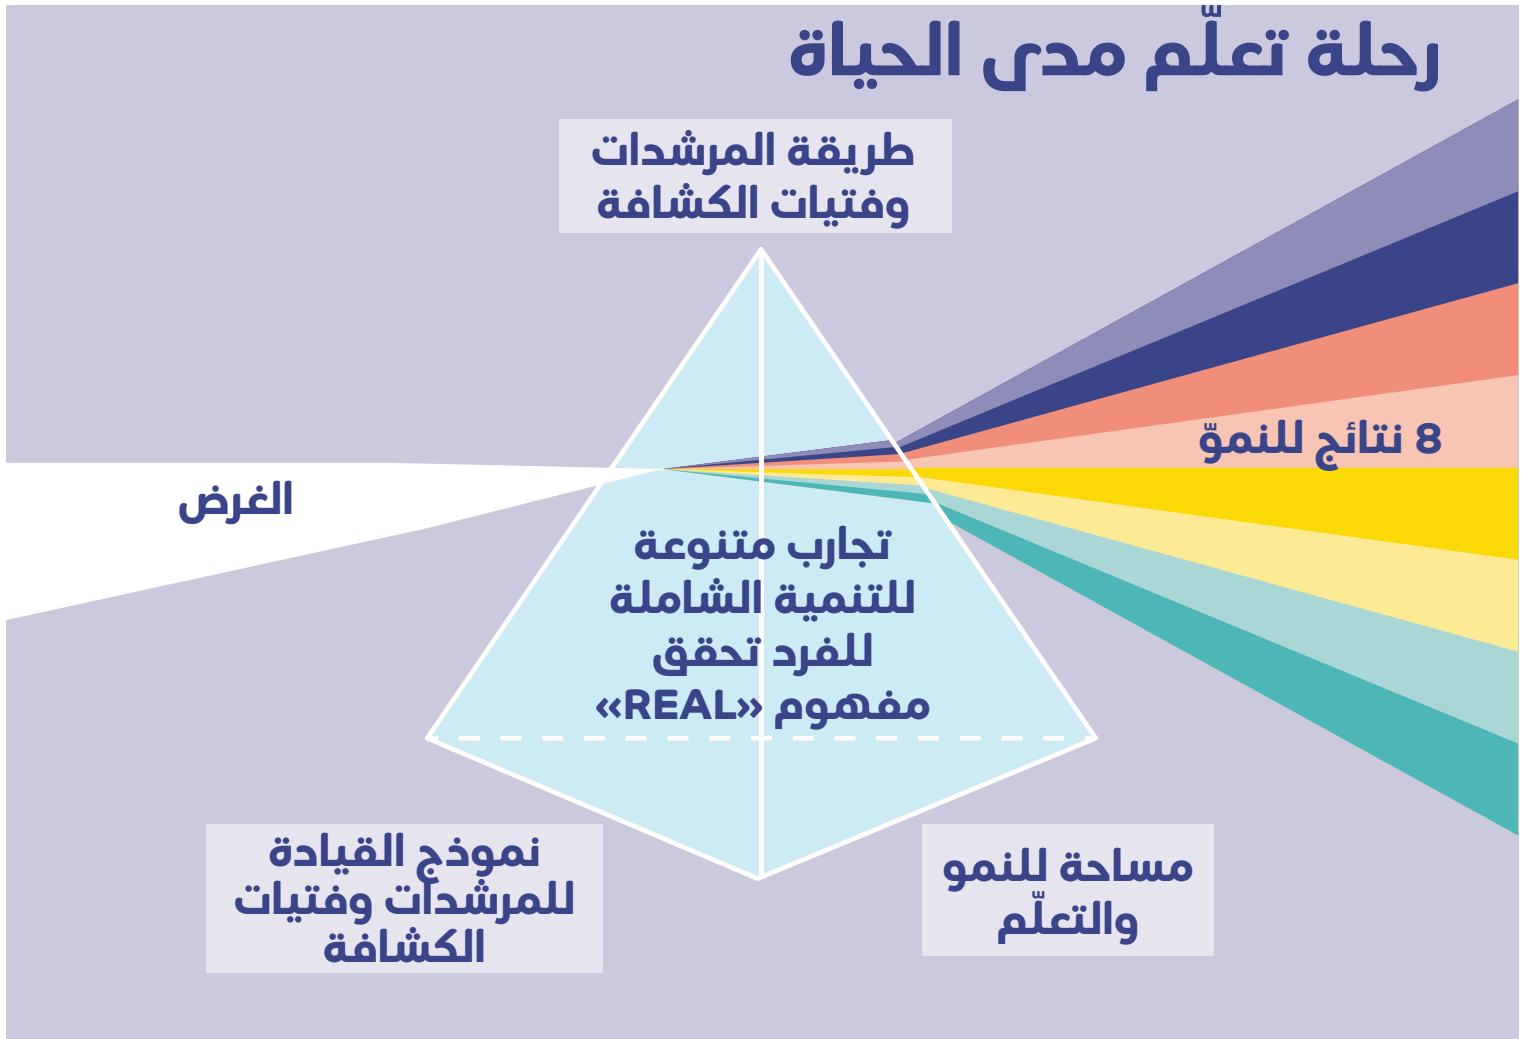 رحلة تعلّم مدى الحياة
طريقة المرشدات
وفتيات الكشافة
8 نتائج للنموّ
الغرض
تجارب متنوعة
للتنمية الشاملة
للفرد تحقق
مفهوم «REAL»
مساحة للنمو
والتعلّم
نموذج القيادة
للمرشدات وفتيات
الكشافة